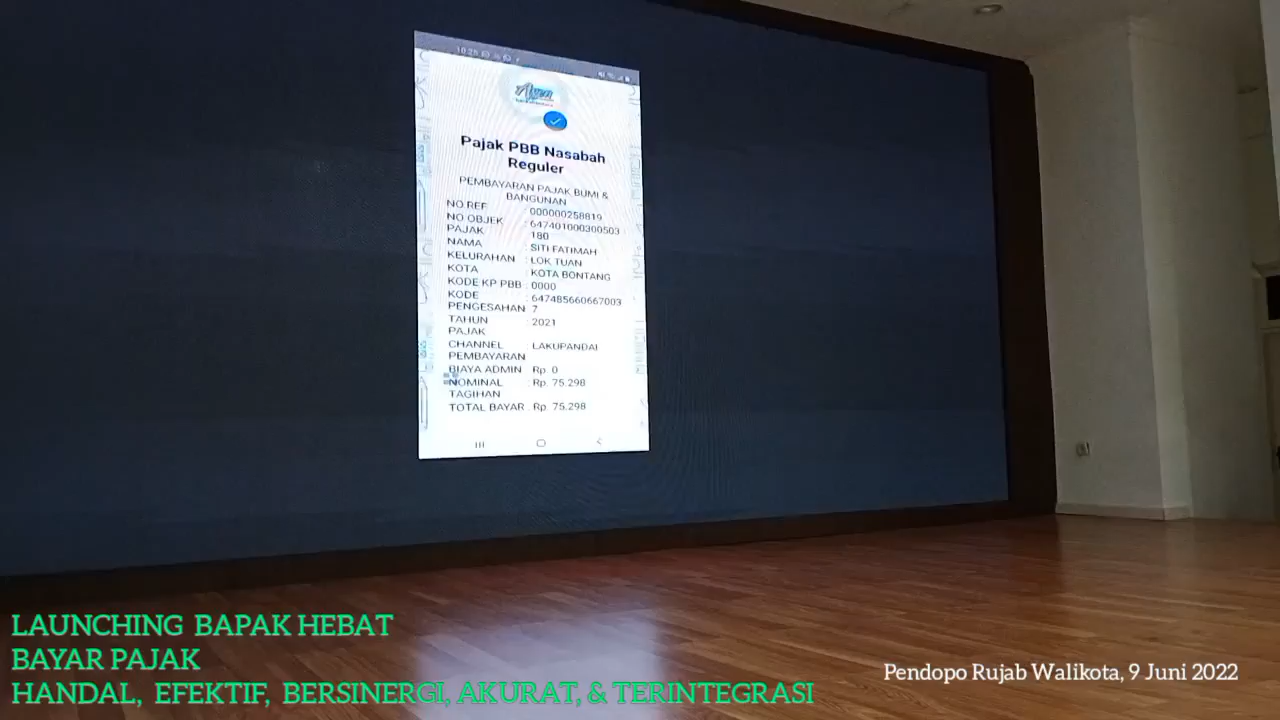 10:25
Agen
Pajak PBB Nasabah
Reguler
PEMBAYARAN PAJAK BUMI &
BANGUNAN
NO REF : 000000258819
NO OBJEK : 647401000300503
PAJAK 180
NAMA : SITI FATIMAH
KELURAHAN : LOK TUAN
KOTA : KOTA BONTANG
KODE KP PBB : 0000
KODE : 647485660667003
PENGESAHAN 7
TAHUN : 2021
PAJAK
CHANNEL : LAKUPANDAI
PEMBAYARAN
BIAYA ADMIN : Rp. 0
NOMINAL : Rp. 75.298
TAGIHAN
TOTAL BAYAR : Rp. 75.298
LAUNCHING BAPAK HEBAT
BAYAR PAJAK
HANDAL, EFEKTIF, BERSINERGI, AKURAT, & TERINTEGRASI
Pendopo Rujab Walikota, 9 Juni 2022